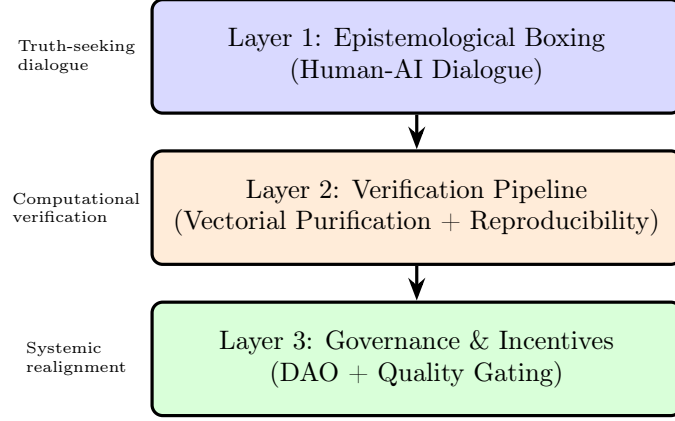 Truth-seeking
dialogue
Layer 1: Epistemological Boxing
(Human-AI Dialogue)
Computational
verification
Layer 2: Verification Pipeline
(Vectorial Purification + Reproducibility)
Systemic
realignment
Layer 3: Governance & Incentives
(DAO + Quality Gating)